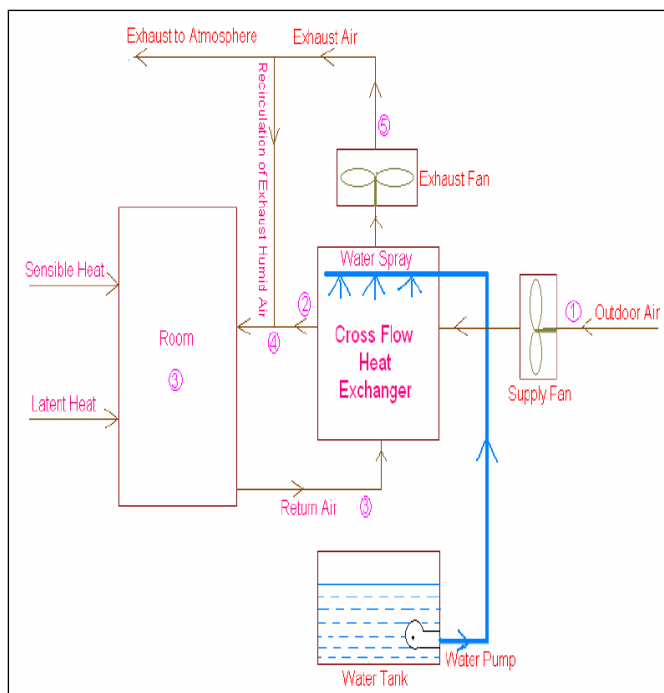 Exhaust to Atmosphere
Exhaust Air
Recirculation of Exhaust Humid Air
⑤
Exhaust Fan
Sensible Heat
Water Spray
②
①
Outdoor Air
④
Room
Cross Flow
Heat
Exchanger
③
Supply Fan
Latent Heat
Return Air
③
Water Pump
Water Tank